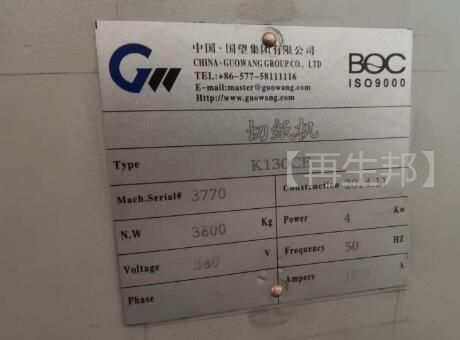 GW
中国·国望集团有限公司
CHINA·GUOWANG GROUP CO., LTD
TEL:+86-577-58111116
E-mail:master@guowang.com
Http://www.guowang.com
BOC
ISO9000
切纸机
Type K130CE
Mach.Serial# 3770
Construction#
N.W 3800 Kg
Power 4 Kw
Voltage 380 V
Frequency 50 HZ
Phase
Ampere A
【再生邦】